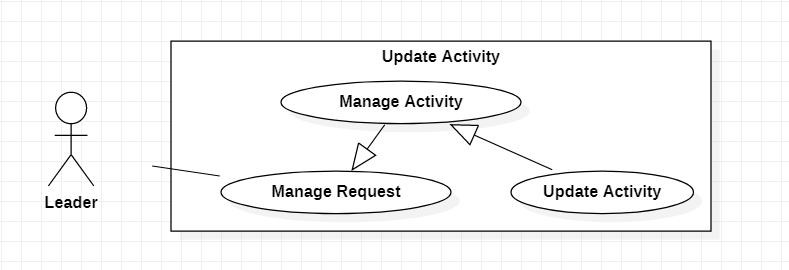 Update Activity
Manage Activity
Manage Request
Update Activity
Leader